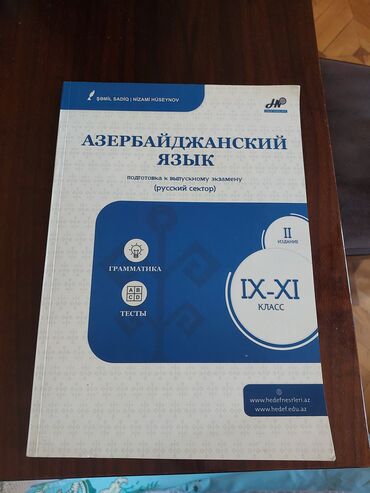 ŞƏMİL SADİQ | NİZAMİ HÜSEYNOV
АЗЕРБАЙДЖАНСКИЙ
ЯЗЫК
подготовка к выпускному экзамену
(русский сектор)
II
ИЗДАНИЕ
ГРАММАТИКА
IX-XI
КЛАСС
A B
C D
ТЕСТЫ
www.hedefnesrleri.az
www.hedef.edu.az